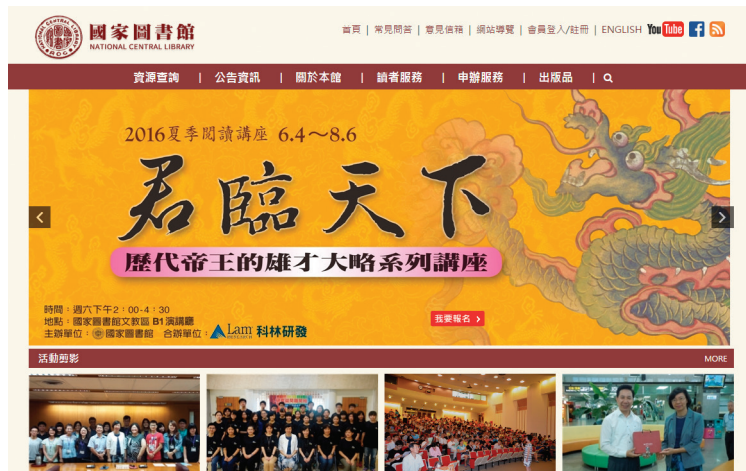 國家圖書館
NATIONAL CENTRAL LIBRARY
首頁 | 常見問答 | 意見信箱 | 網站導覽 | 會員登入/註冊 | ENGLISH YouTube f
資源查詢 | 公告資訊 | 關於本館 | 讀者服務 | 申辦服務 | 出版品 |
2016夏季閱讀講座 6.4～8.6
君臨天下
歷代帝王的雄才大略系列講座
時間：週六下午2：00-4：30
地點：國家圖書館文教區 B1演講廳
主辦單位：國家圖書館 合辦單位：Lam RESEARCH 科林研發
我要報名
活動剪影
MORE